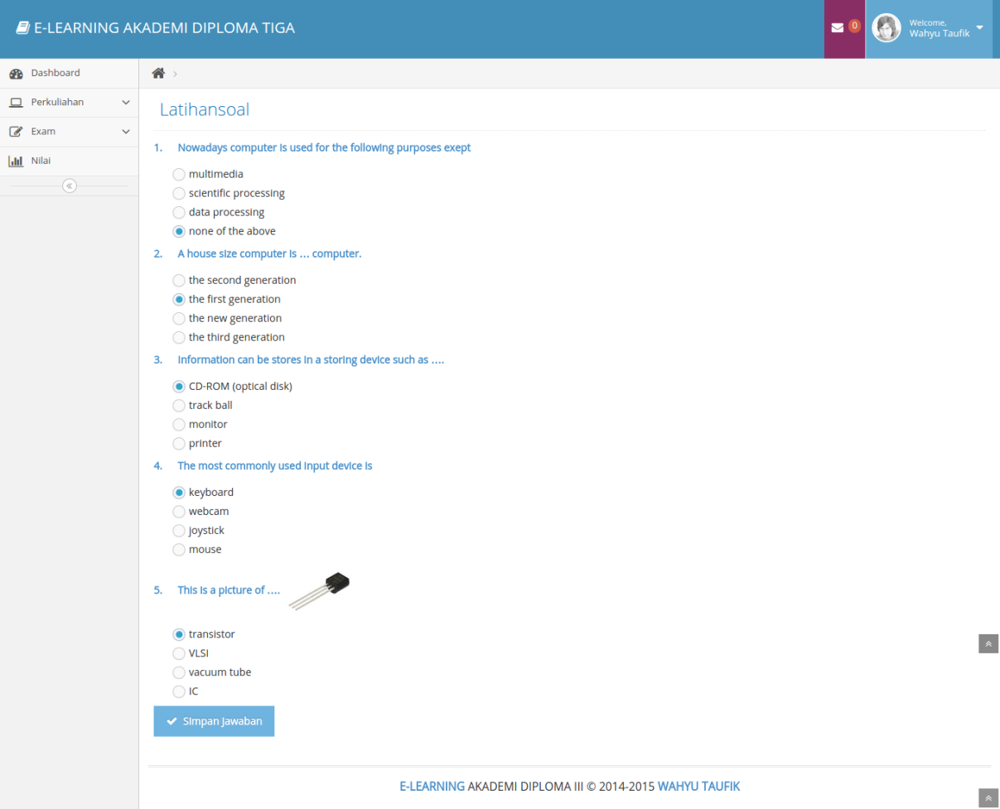 E-LEARNING AKADEMI DIPLOMA TIGA
0
Welcome,
Wahyu Taufik
Dashboard
Perkuliahan
Exam
Nilai
Latihansoal
1. Nowadays computer is used for the following purposes exept
multimedia
scientific processing
data processing
none of the above
2. A house size computer is ... computer.
the second generation
the first generation
the new generation
the third generation
3. Information can be stores in a storing device such as ....
CD-ROM (optical disk)
track ball
monitor
printer
4. The most commonly used input device is
keyboard
webcam
joystick
mouse
5. This is a picture of ....
transistor
VLSI
vacuum tube
IC
Simpan Jawaban
E-LEARNING AKADEMI DIPLOMA III © 2014-2015 WAHYU TAUFIK